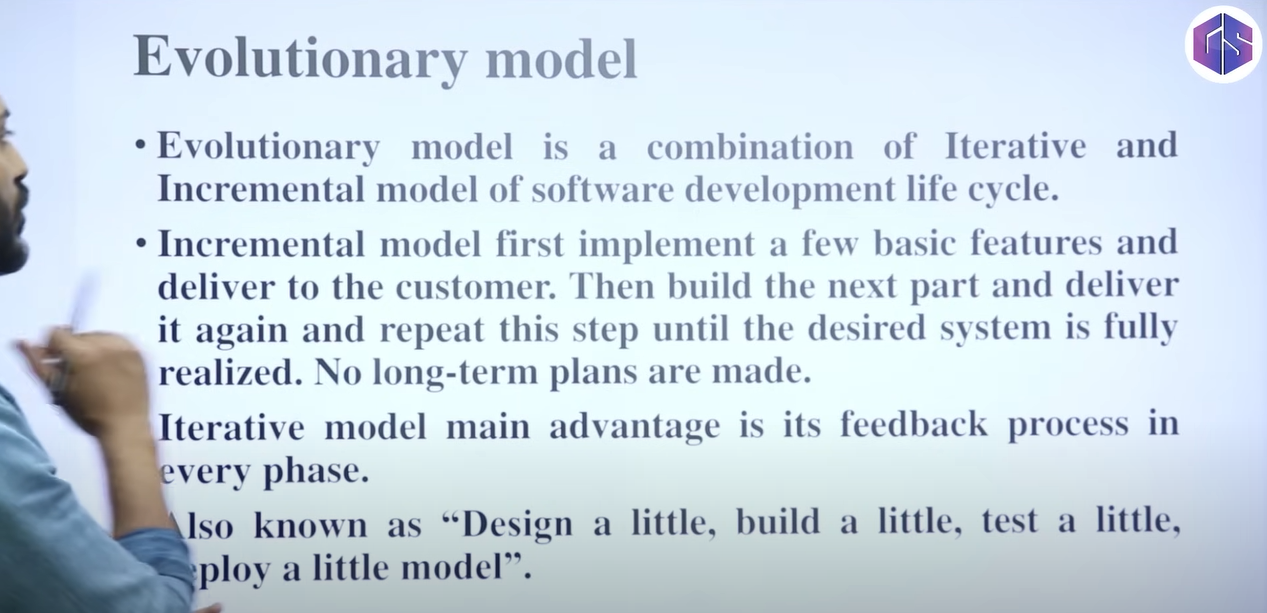 Evolutionary model
• Evolutionary model is a combination of Iterative and
Incremental model of software development life cycle.
• Incremental model first implement a few basic features and
deliver to the customer. Then build the next part and deliver
it again and repeat this step until the desired system is fully
realized. No long-term plans are made.
Iterative model main advantage is its feedback process in
every phase.
Also known as “Design a little, build a little, test a little,
eploy a little model”.